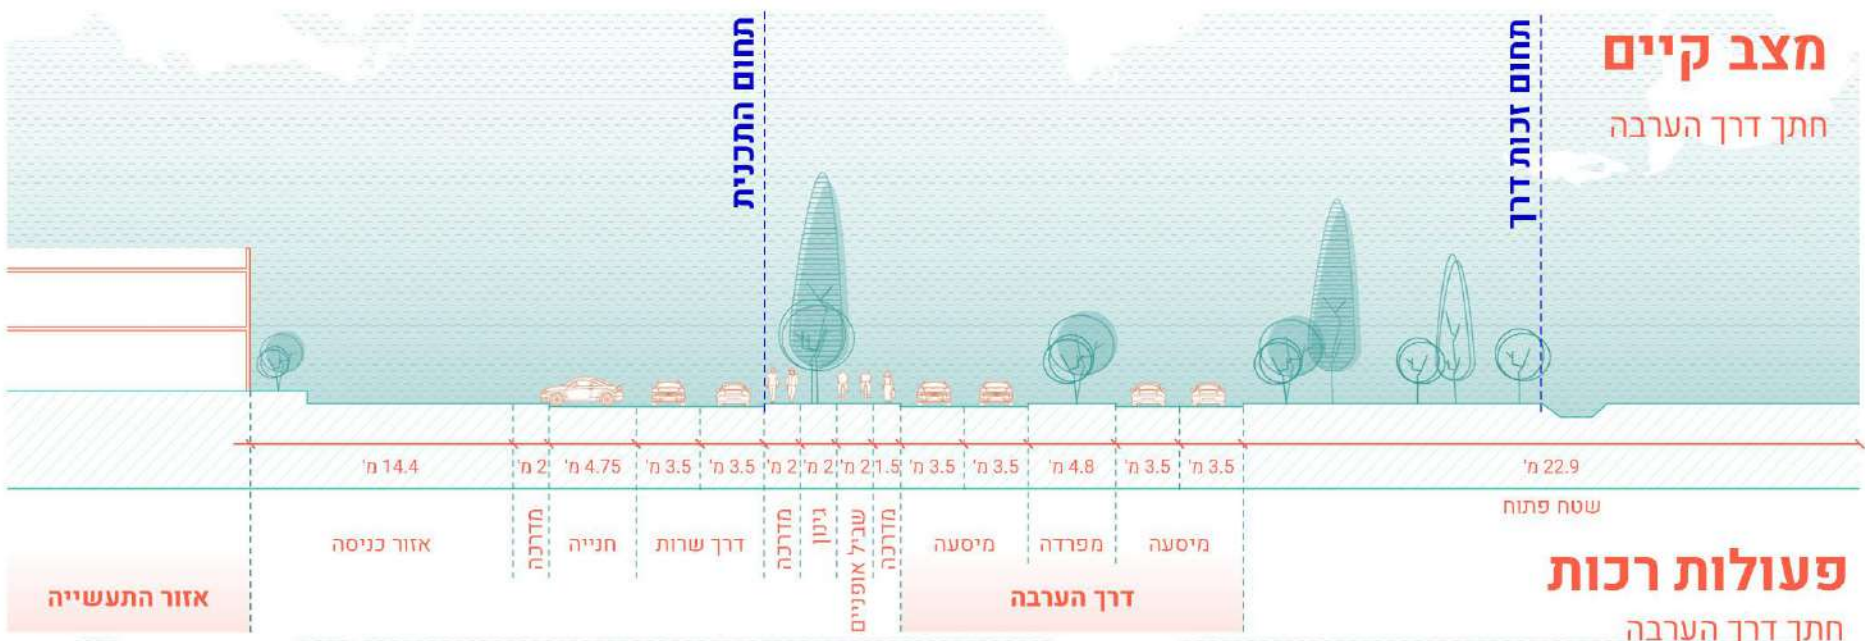 מצב קיים
חתך דרך הערבה
תחום זכות דרך
תחום התכנית
14.4 מ'
2 מ'
4.75 מ'
3.5 מ'
3.5 מ'
2 מ'
2 מ'
2 מ'
1.5
3.5 מ'
3.5 מ'
4.8 מ'
3.5 מ'
3.5 מ'
22.9 מ'
שטח פתוח
אזור כניסה
מדרכה
חנייה
דרך שרות
מדרכה
גינון
שביל אופניים
מדרכה
מיסעה
מפרדה
מיסעה
אזור התעשייה
דרך הערבה
פעולות רכות
חתך דרך הערבה